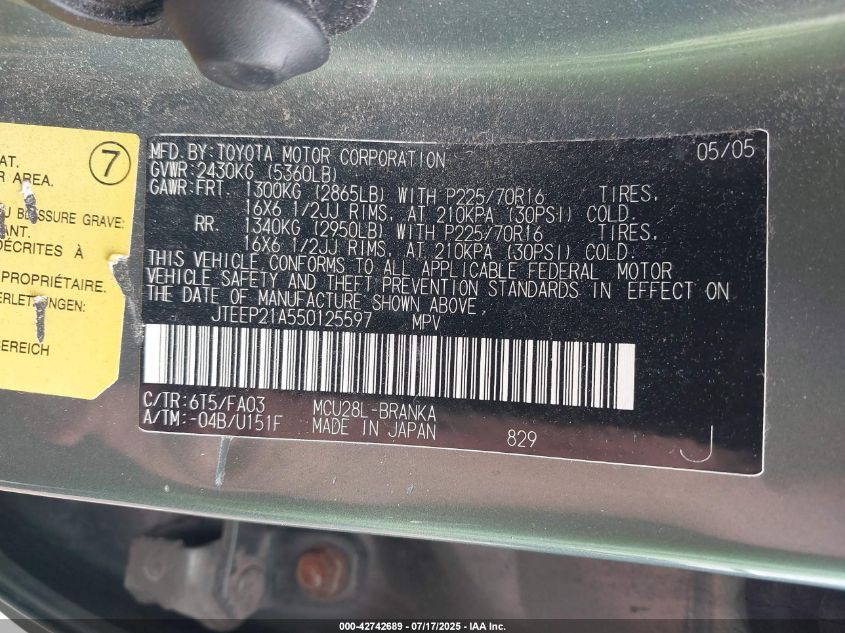 AT.
R AREA.
7
BLESSURE GRAVE:
ANT.
DÉCRITES À
PROPRIÉTAIRE.
ERLETZUNGEN:
BEREICH
MFD. BY: TOYOTA MOTOR CORPORATION 05/05
GVWR: 2430KG (5360LB)
GAWR: FRT. 1300KG (2865LB) WITH P225/70R16 TIRES,
16X6 1/2JJ RIMS, AT 210KPA (30PSI) COLD.
RR. 1340KG (2950LB) WITH P225/70R16 TIRES,
16X6 1/2JJ RIMS, AT 210KPA (30PSI) COLD.
THIS VEHICLE CONFORMS TO ALL APPLICABLE FEDERAL MOTOR
VEHICLE SAFETY AND THEFT PREVENTION STANDARDS IN EFFECT ON
THE DATE OF MANUFACTURE SHOWN ABOVE.
JTEEP21A550125597 MPV
C/TR: 6T5/FA03 MCU28L-BRANKA
A/TM: -04B/U151F MADE IN JAPAN 829 J
000-42742689 - 07/17/2025 - IAA Inc.